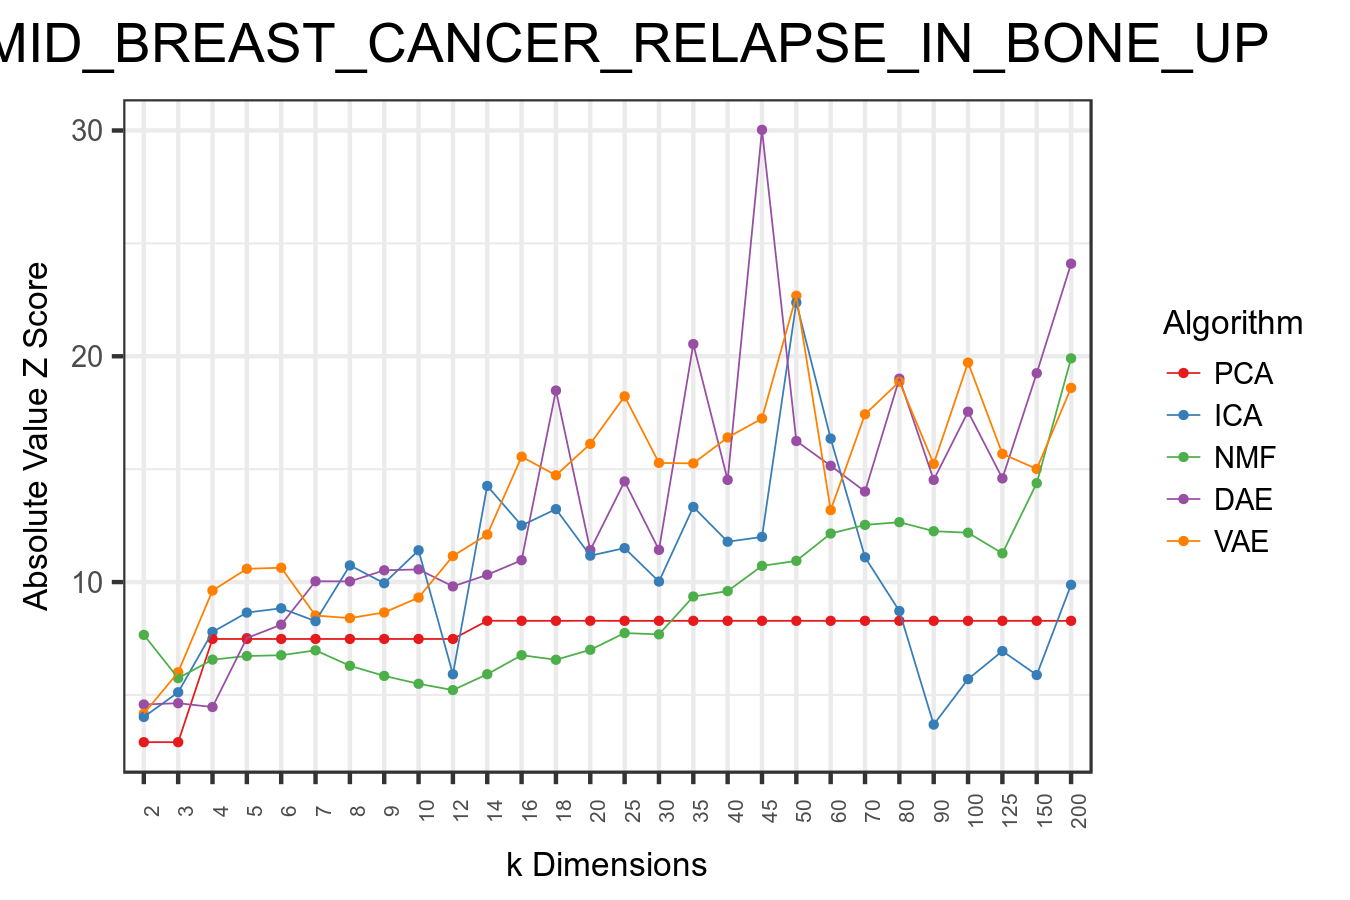 MID_BREAST_CANCER_RELAPSE_IN_BONE_UP
30
20
10
Absolute Value Z Score
2 3 4 5 6 7 8 9 10 12 14 16 18 20 25 30 35 40 45 50 60 70 80 90 100 125 150 200
k Dimensions
Algorithm
PCA
ICA
NMF
DAE
VAE